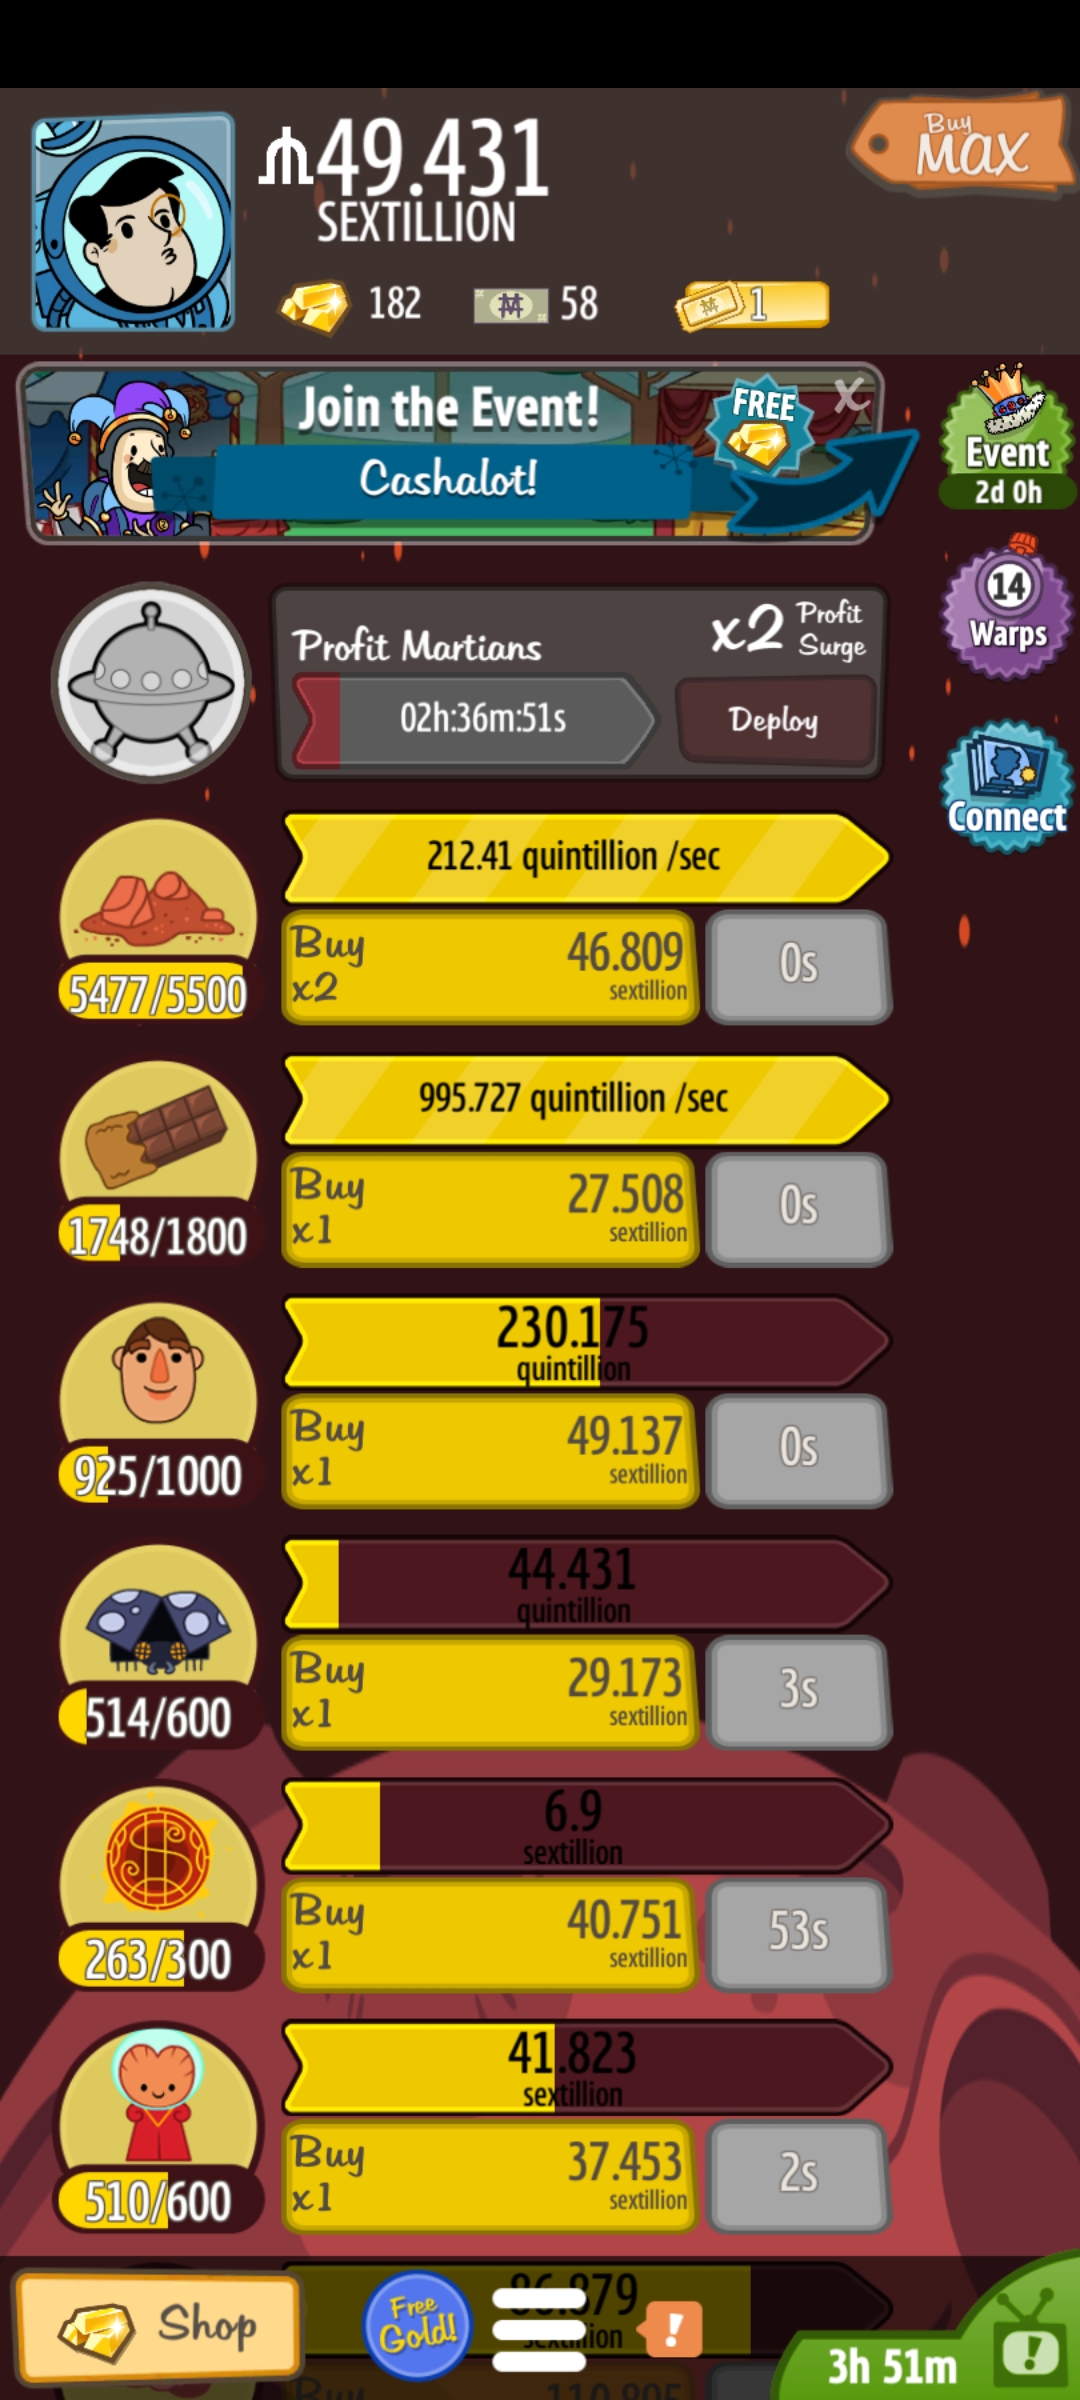 49.431
SEXTILLION
Buy
MAX
182
58
1
Join the Event!
Cashalot!
FREE
X
Event
2d 0h
14
Warps
Connect
Profit Martians
x2 Profit
Surge
02h:36m:51s
Deploy
212.41 quintillion /sec
Buy
x2
46.809
sextillion
0s
5477/5500
995.727 quintillion /sec
Buy
x1
27.508
sextillion
0s
1748/1800
230.175
quintillion
Buy
x1
49.137
sextillion
0s
925/1000
44.431
quintillion
Buy
x1
29.173
sextillion
3s
514/600
6.9
sextillion
Buy
x1
40.751
sextillion
53s
263/300
41.823
sextillion
Buy
x1
37.453
sextillion
2s
510/600
Shop
Free
Gold!
!
3h 51m
!
Buy